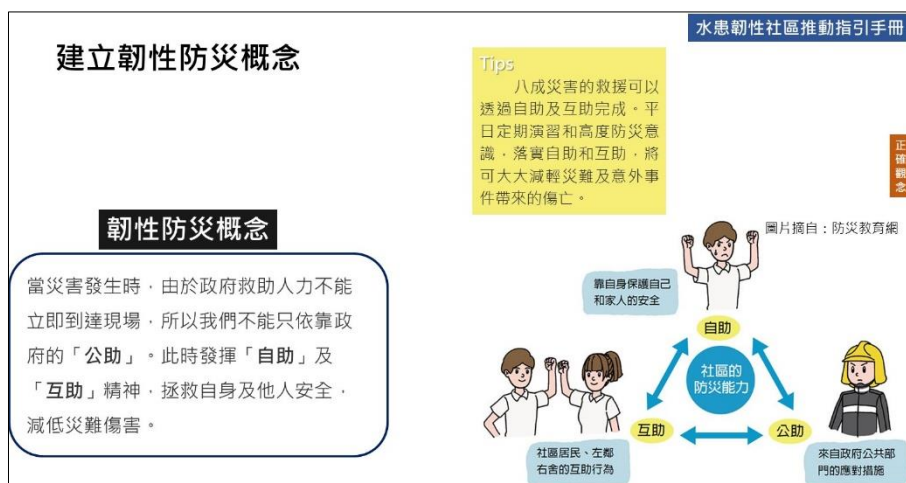 水患韌性社區推動指引手冊
建立韌性防災概念
Tips
八成災害的救援可以
透過自助及互助完成。平
日定期演習和高度防災意
識，落實自助和互助，將
可大大減輕災難及意外事
件帶來的傷亡。
正確觀念
韌性防災概念
當災害發生時，由於政府救助人力不能
立即到達現場，所以我們不能只依靠政
府的「公助」。此時發揮「自助」及
「互助」精神，拯救自身及他人安全，
減低災難傷害。
圖片摘自：防災教育網
靠自身保護自己
和家人的安全
自助
社區的
防災能力
互助
公助
社區居民、左鄰
右舍的互助行為
來自政府公共部
門的應對措施